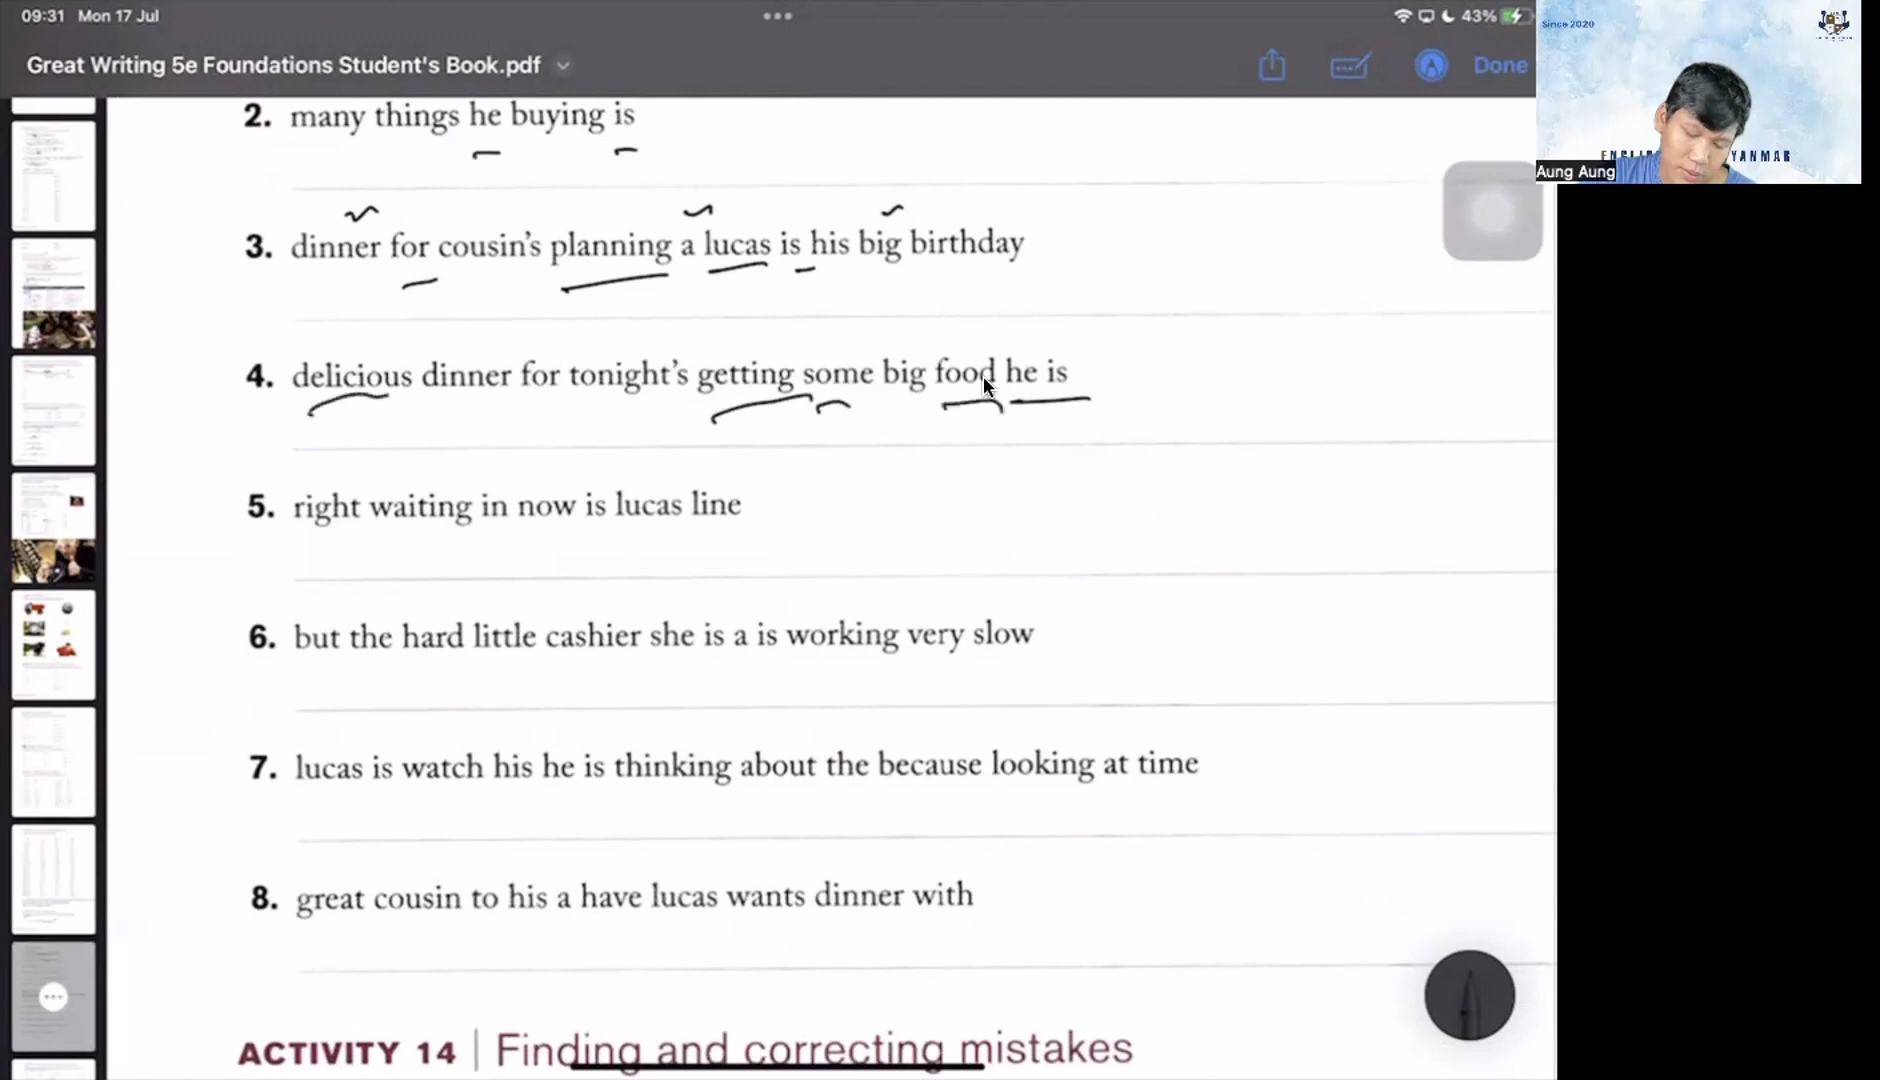 09:31 Mon 17 Jul
43%
Since 2020
Great Writing 5e Foundations Student's Book.pdf
Done
Aung Aung
2. many things he buying is
3. dinner for cousin's planning a lucas is his big birthday
4. delicious dinner for tonight's getting some big food he is
5. right waiting in now is lucas line
6. but the hard little cashier she is a is working very slow
7. lucas is watch his he is thinking about the because looking at time
8. great cousin to his a have lucas wants dinner with
ACTIVITY 14 | Finding and correcting mistakes